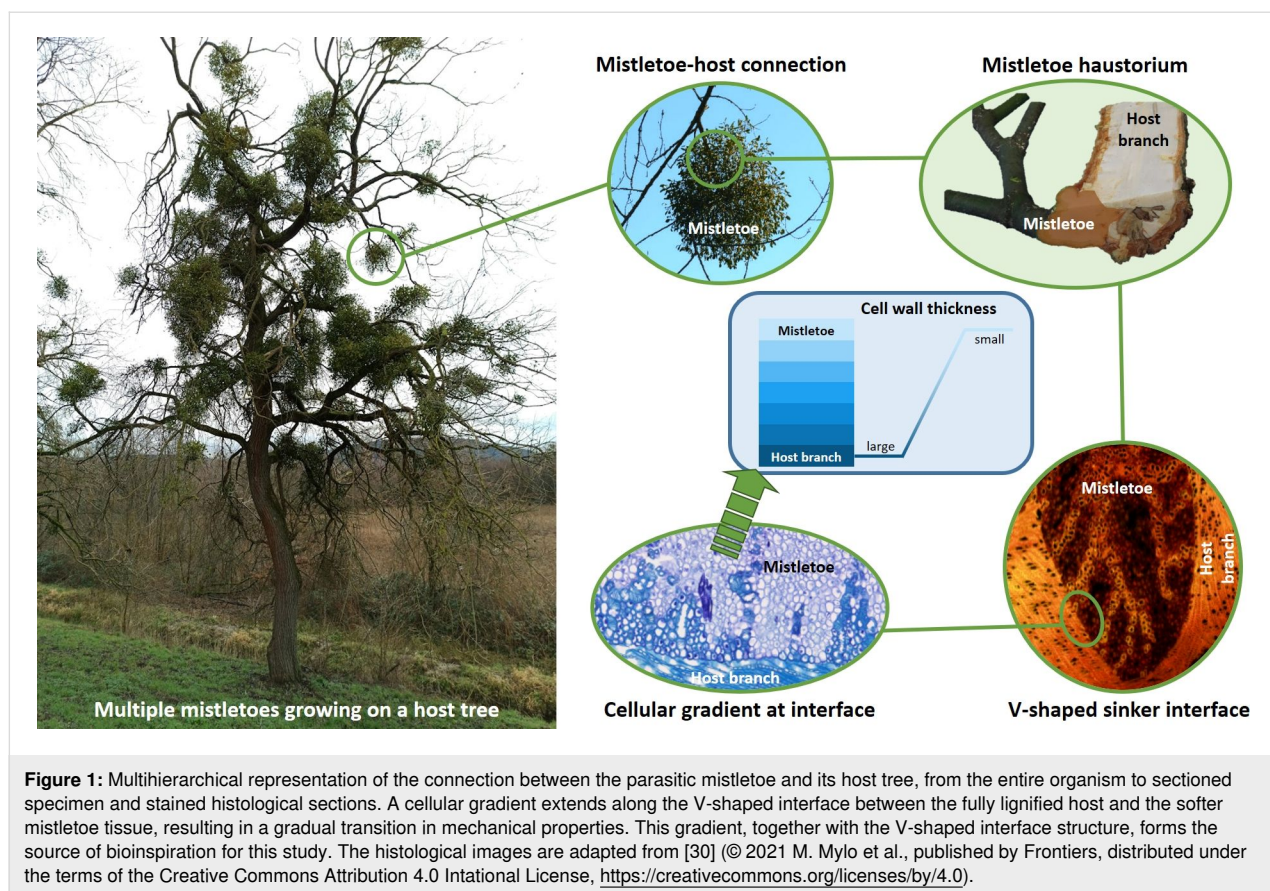 Mistletoe-host connection
Mistletoe haustorium
Host
branch
Mistletoe
Mistletoe
Cell wall thickness
Mistletoe
small
large
Host branch
Mistletoe
Host
branch
Mistletoe
Host branch
Multiple mistletoes growing on a host tree
Cellular gradient at interface
V-shaped sinker interface
Figure 1: Multihierarchical representation of the connection between the parasitic mistletoe and its host tree, from the entire organism to sectioned
specimen and stained histological sections. A cellular gradient extends along the V-shaped interface between the fully lignified host and the softer
mistletoe tissue, resulting in a gradual transition in mechanical properties. This gradient, together with the V-shaped interface structure, forms the
source of bioinspiration for this study. The histological images are adapted from [30] (© 2021 M. Mylo et al., published by Frontiers, distributed under
the terms of the Creative Commons Attribution 4.0 Intational License, https://creativecommons.org/licenses/by/4.0).